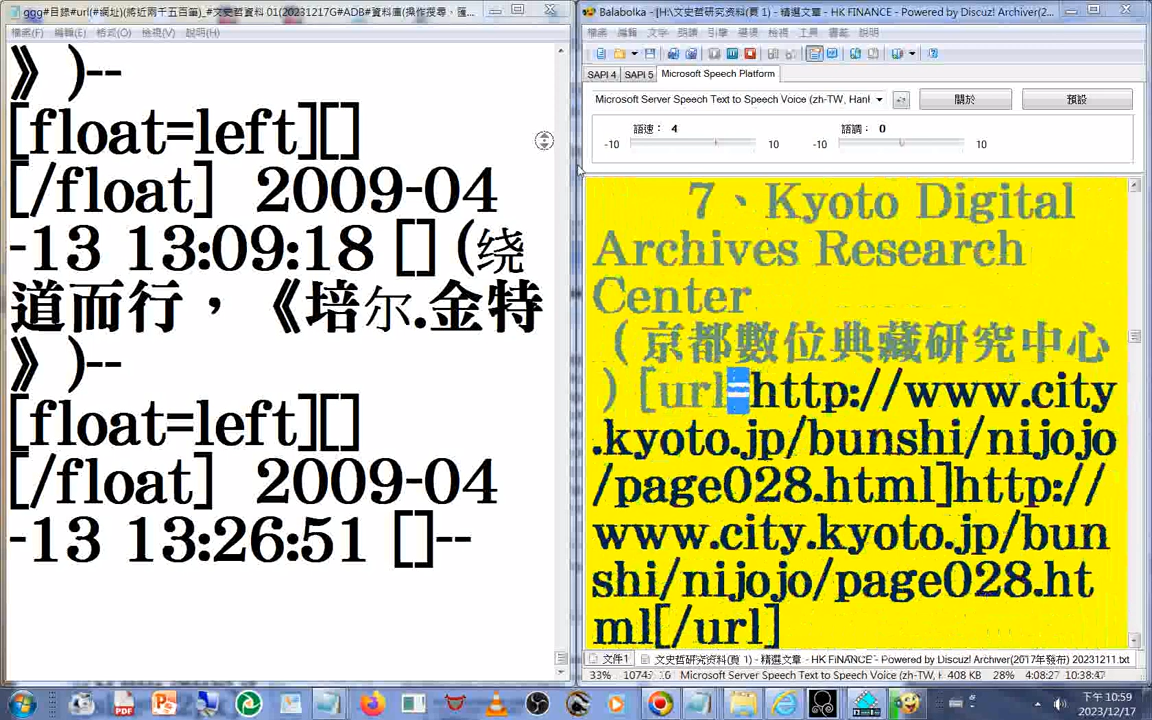 ggg#目錄#url(#網址)(將近兩千五百筆)_#文史哲資料 01(20231217G#ADB#資料庫(操作搜尋，匯...
檔案(F) 編輯(E) 格式(O) 檢視(V) 說明(H)
》)--
[float=left][]
[/float] 2009-04
-13 13:09:18 [] (绕
道而行，《培尔.金特
》)--
[float=left][]
[/float] 2009-04
-13 13:26:51 []--
Balabolka - [H:\文史哲研究资料(頁 1) - 精選文章 - HK FINANCE - Powered by Discuz! Archiver(2...
檔案 編輯 文字 朗讀 引擎 選項 檢視 工具 書籤 說明
SAPI 4 SAPI 5 Microsoft Speech Platform
Microsoft Server Speech Text to Speech Voice (zh-TW, Hanl 關於 預設
語速： 4 語調： 0
-10 10 -10 10
7、Kyoto Digital
Archives Research
Center
（京都數位典藏研究中心
）[url=http://www.city
.kyoto.jp/bunshi/nijojo
/page028.html]http://
www.city.kyoto.jp/bun
shi/nijojo/page028.ht
ml[/url]
文件1 文史哲研究资料(頁 1) - 精選文章 - HK FINANCE - Powered by Discuz! Archiver(2017年發布) 20231211.txt
33% Microsoft Server Speech Text to Speech Voice (zh-TW, 408 KB 28% 4:08:27 10:38:47
下午 10:59
2023/12/17